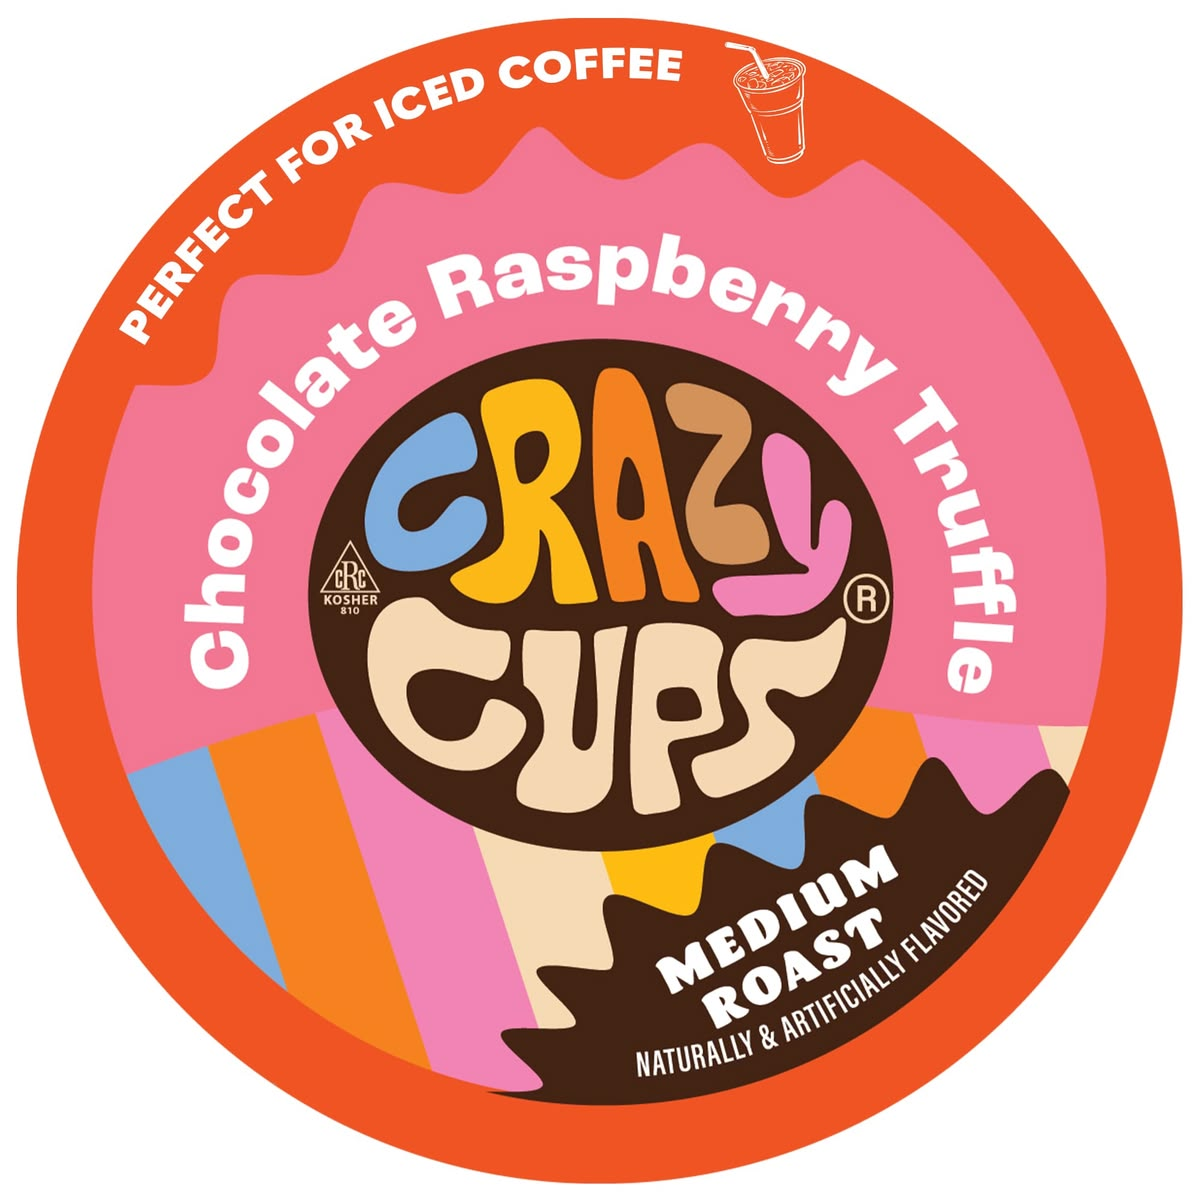 PERFECT FOR ICED COFFEE
Chocolate Raspberry Truffle
CRAZY
CUPS
®
CRC
KOSHER
810
MEDIUM
ROAST
NATURALLY & ARTIFICIALLY FLAVORED